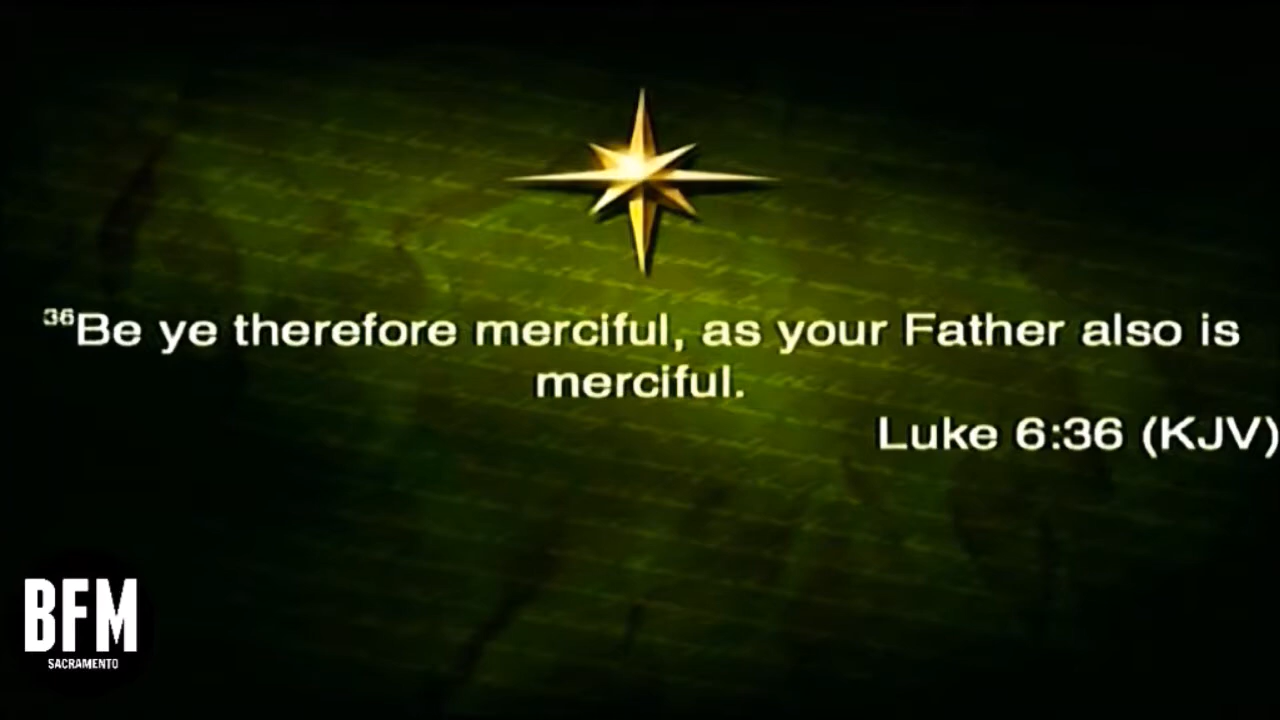 36Be ye therefore merciful, as your Father also is
merciful.
Luke 6:36 (KJV)
BFM
SACRAMENTO